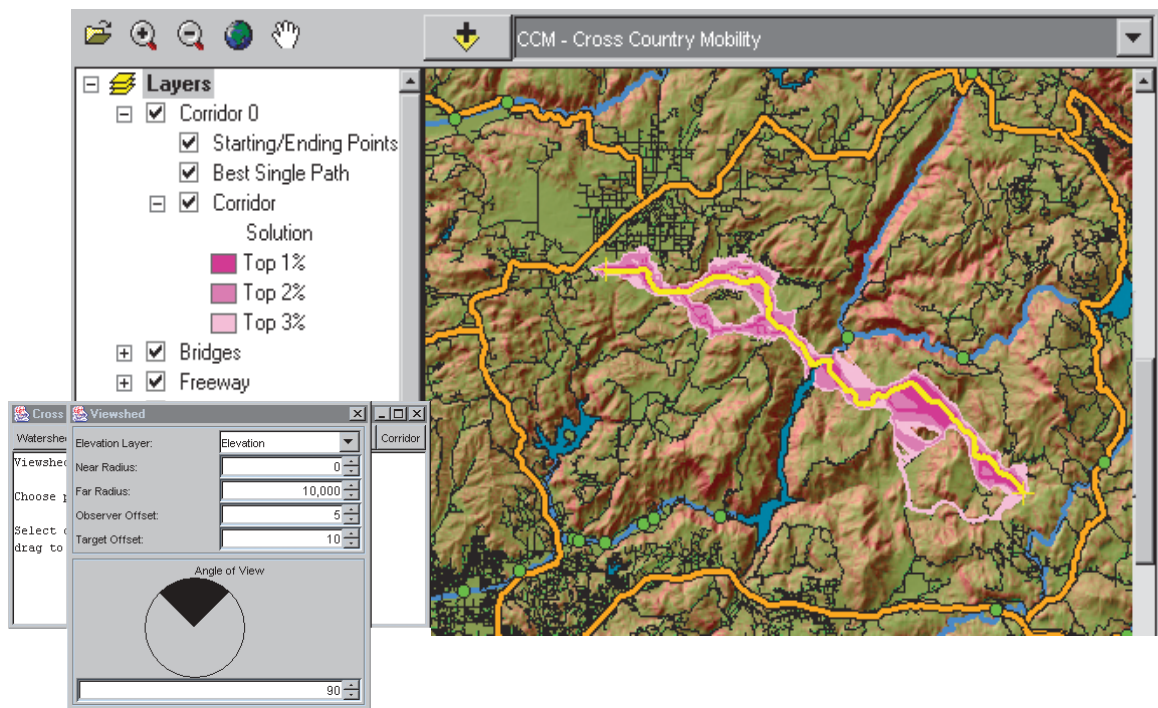 CCM - Cross Country Mobility
Layers
Corridor 0
Starting/Ending Points
Best Single Path
Corridor
Solution
Top 1%
Top 2%
Top 3%
Bridges
Freeway
Cross
Viewshed
Watershe
Corridor
Viewshed
Choose
Select
drag to
Elevation Layer:
Elevation
Near Radius:
0
Far Radius:
10,000
Observer Offset:
5
Target Offset:
10
Angle of View
90